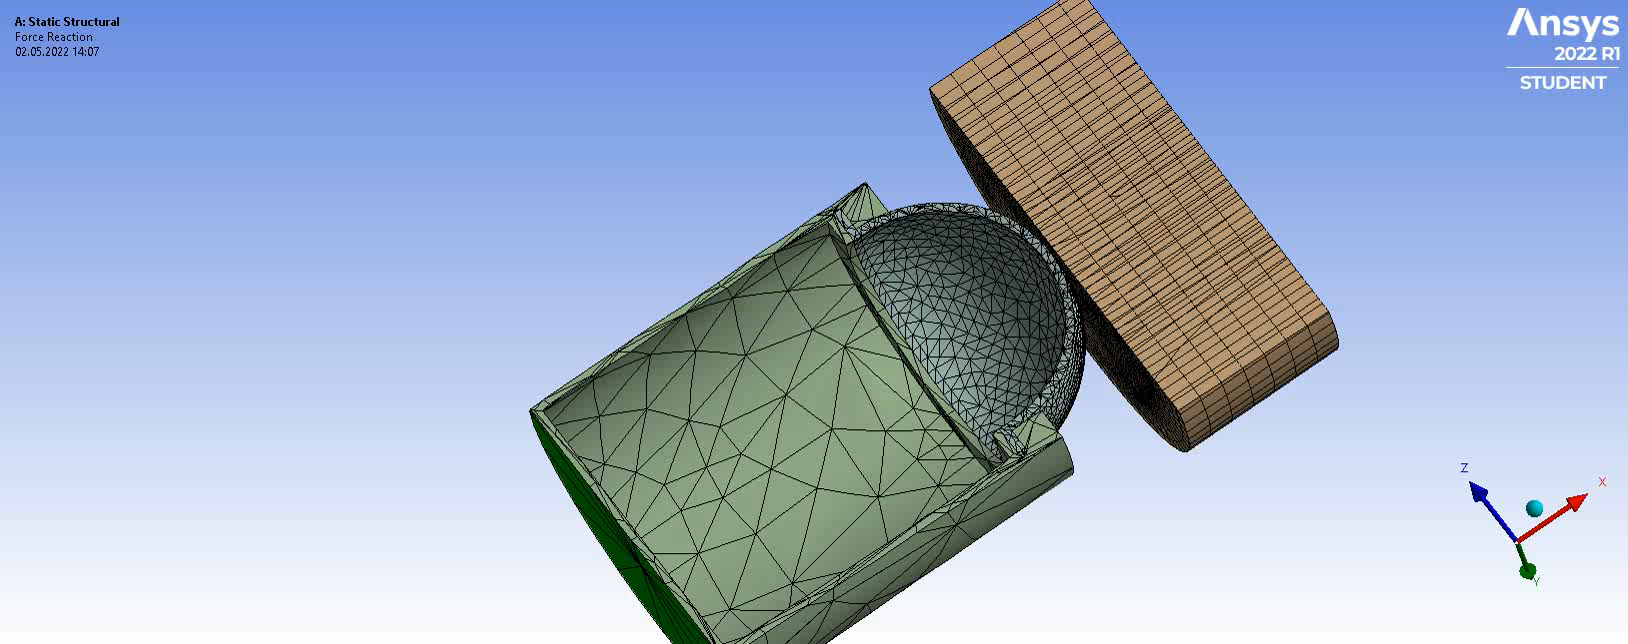 A: Static Structural
Force Reaction
02.05.2022 14:07
Ansys
2022 R1
STUDENT
Z
X
Y